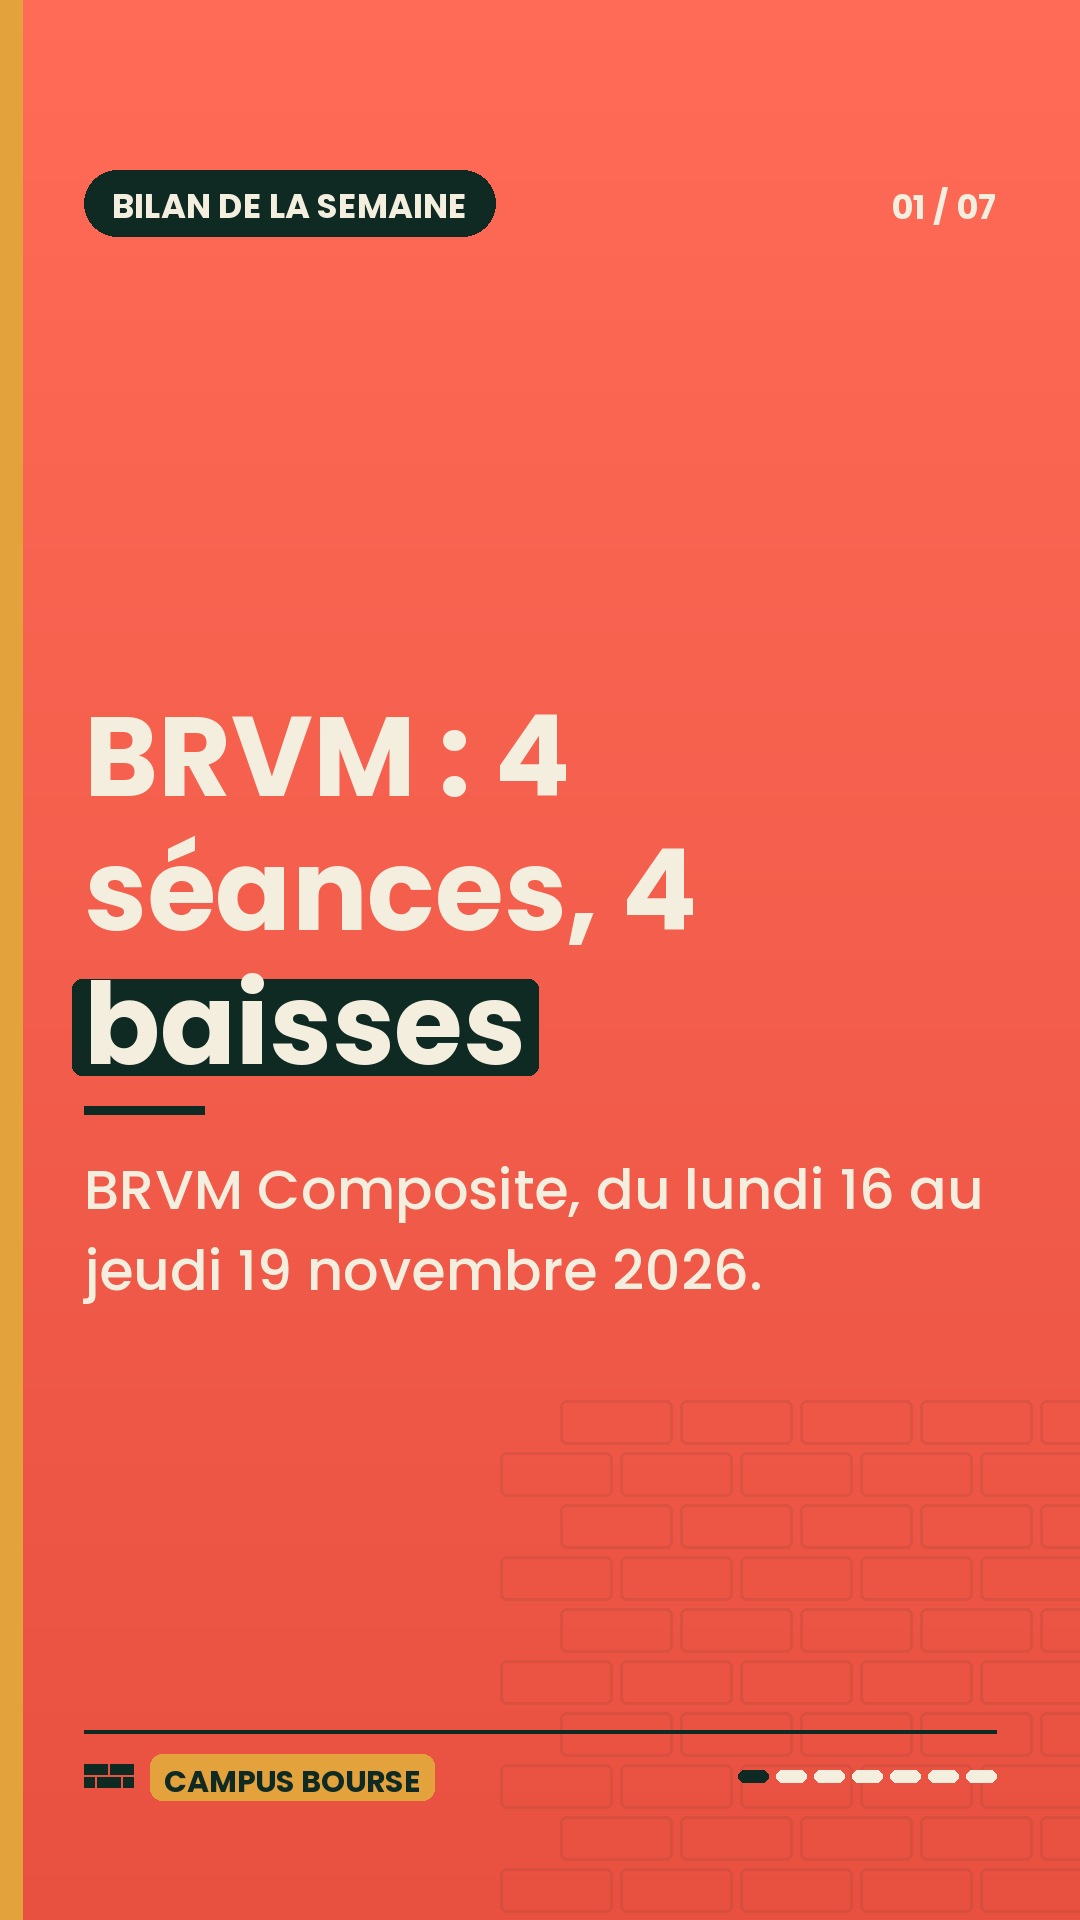 BILAN DE LA SEMAINE
01 / 07
BRVM : 4
séances, 4
baisses
BRVM Composite, du lundi 16 au
jeudi 19 novembre 2026.
CAMPUS BOURSE